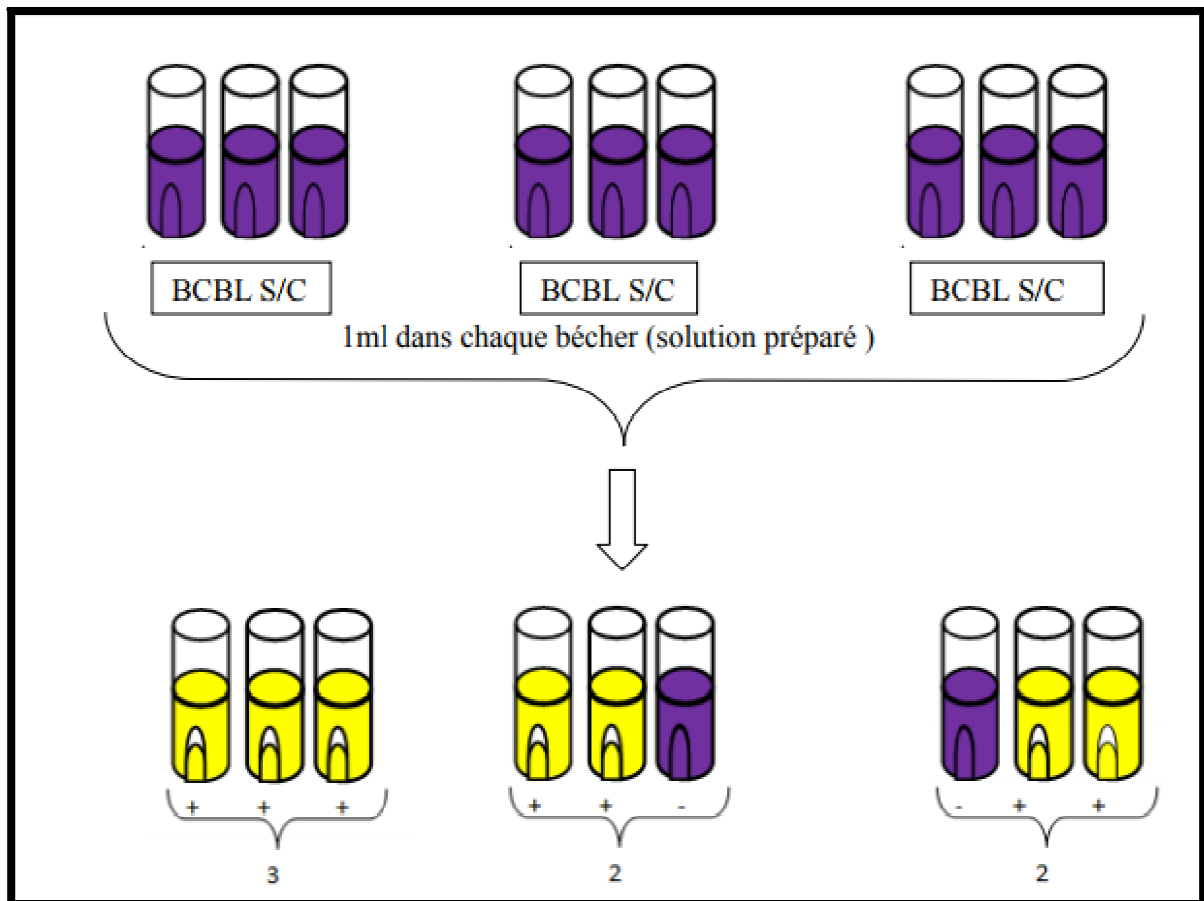 BCBL S/C BCBL S/C BCBL S/C
1ml dans chaque bécher (solution préparé )
+ + + + + - - + +
3 2 2